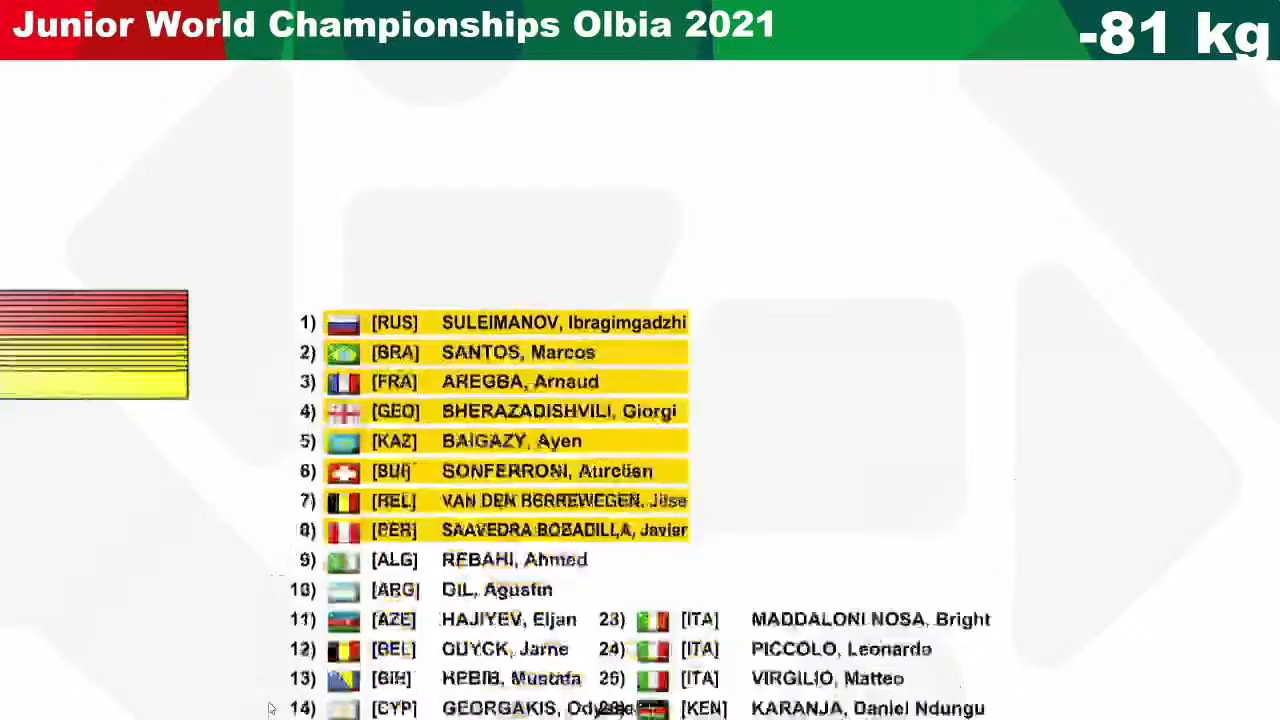 Junior World Championships Olbia 2021
-81 kg
1) [RUS] SULEIMANOV, Ibragimgadzhi
2) [BRA] SANTOS, Marcos
3) [FRA] AREGBA, Arnaud
4) [GEO] BHERAZADISHVILI, Giorgi
5) [KAZ] BAIGAZY, Ayen
6) [SUI] SONFERRONI,
7) [BEL] VAN DEN BERREWEGEN,
8) [PER] SAAVEDRA BOBADILLA, Javier
9) [ALG] REBAHI, Ahmed
10) [ARG] GIL, Agustin
11) [AZE] HAJIYEV, Eljan 23) [ITA] MADDALONI NOSA, Bright
12) [BEL] Jarne 24) [ITA] PICCOLO, Leonardo
13) [BIH] HEBIB, Mustafa 25) [ITA] VIRGILIO, Matteo
14) [CYP] GEORGAKIS, 26) [KEN] KARANJA, Daniel Ndungu